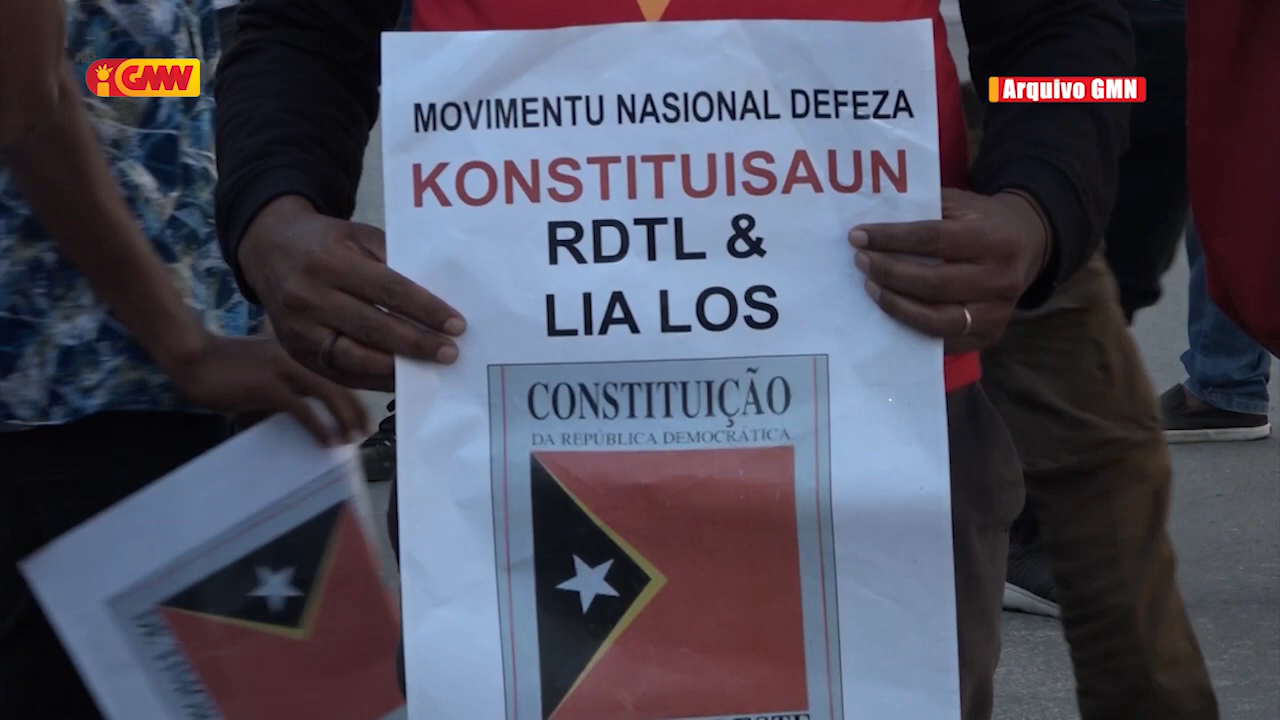 GMN
Arquivo GMN
MOVIMENTU NASIONAL DEFEZA
KONSTITUISAUN
RDTL &
LIA LOS
CONSTITUIÇÃO
DA REPÚBLICA DEMOCRÁTICA